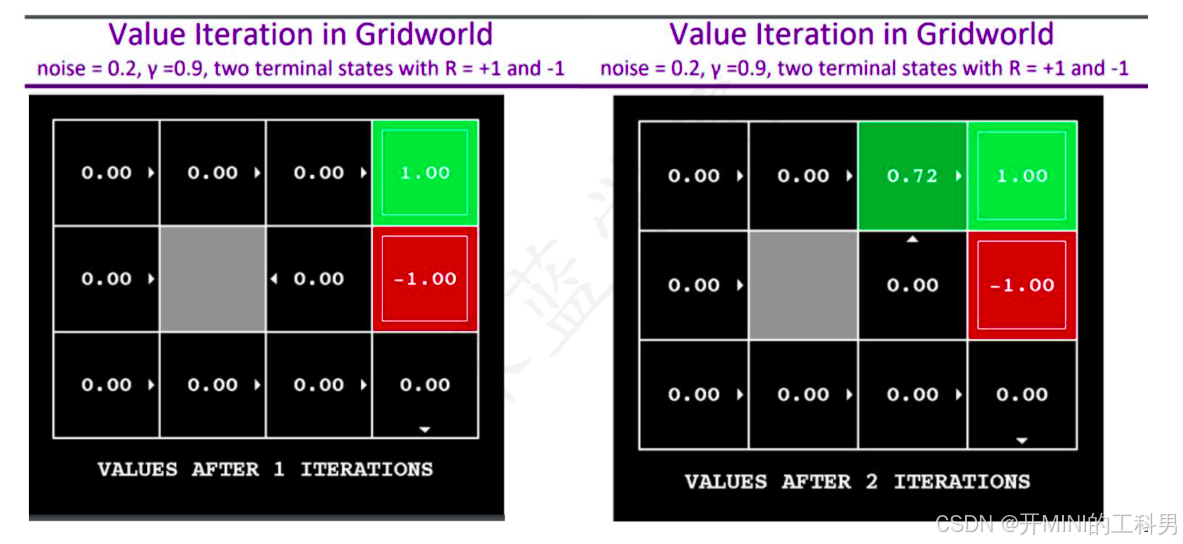 Value Iteration in Gridworld
noise = 0.2, γ =0.9, two terminal states with R = +1 and -1
0.00 0.00 0.00 1.00
0.00 0.00 -1.00
0.00 0.00 0.00 0.00
VALUES AFTER 1 ITERATIONS
Value Iteration in Gridworld
noise = 0.2, γ =0.9, two terminal states with R = +1 and -1
0.00 0.00 0.72 1.00
0.00 0.00 -1.00
0.00 0.00 0.00 0.00
VALUES AFTER 2 ITERATIONS
CSDN @开MINI的工科男